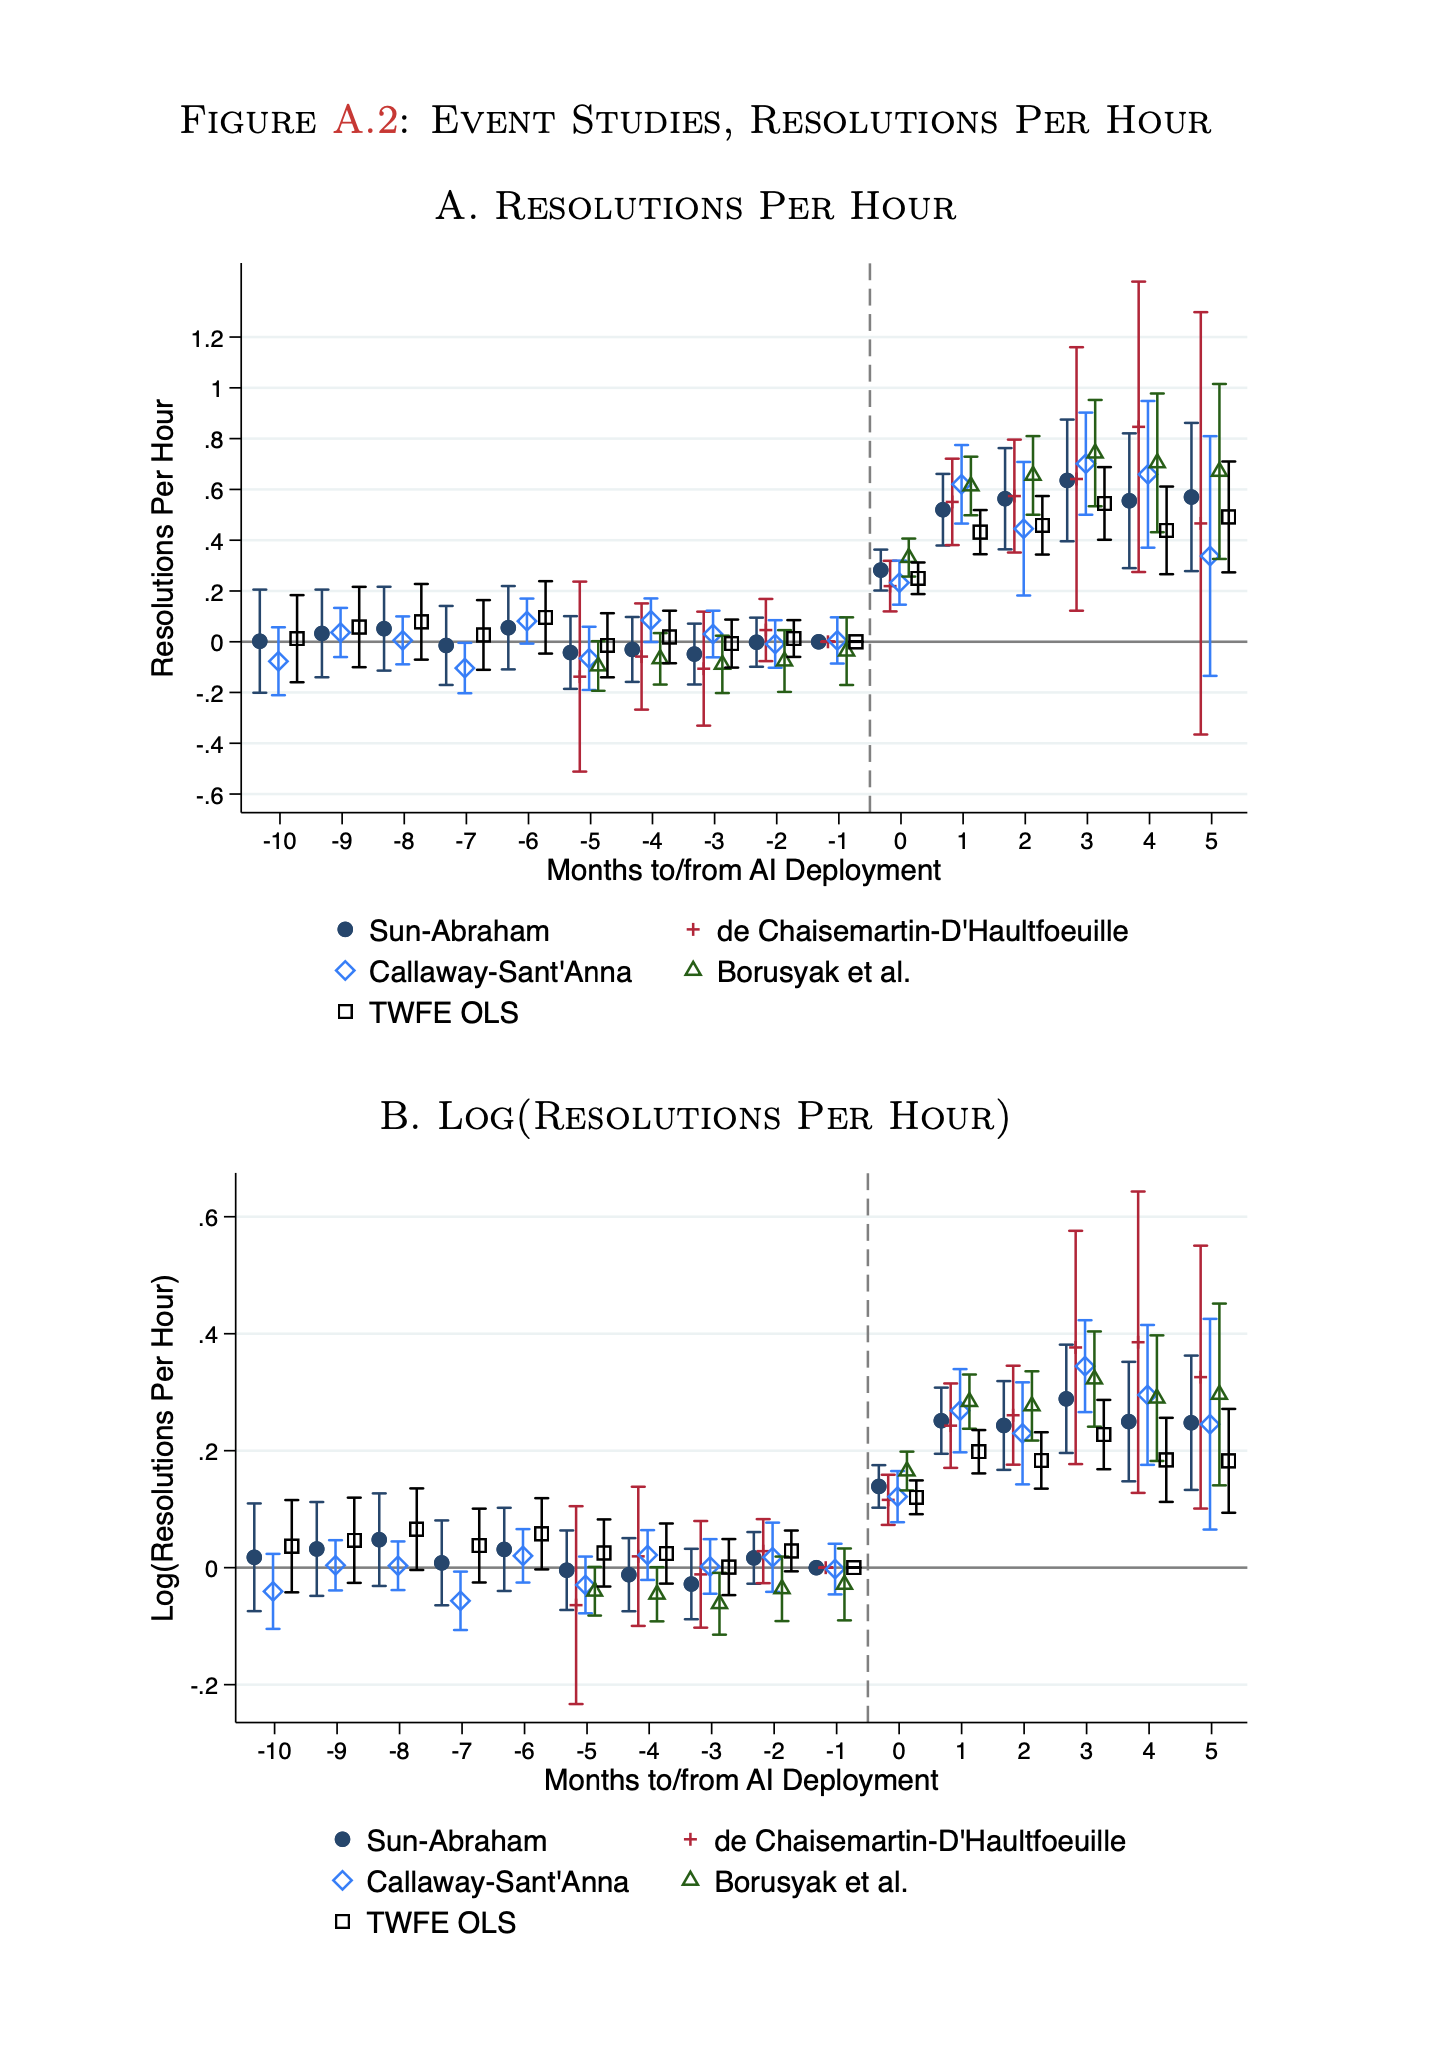 FIGURE A.2: EVENT STUDIES, RESOLUTIONS PER HOUR
A. RESOLUTIONS PER HOUR
Resolutions Per Hour
1.2
1
.8
.6
.4
.2
0
-.2
-.4
-.6
-10 -9 -8 -7 -6 -5 -4 -3 -2 -1 0 1 2 3 4 5
Months to/from AI Deployment
Sun-Abraham de Chaisemartin-D'Haultfoeuille
Callaway-Sant'Anna Borusyak et al.
TWFE OLS
B. LOG(RESOLUTIONS PER HOUR)
Log(Resolutions Per Hour)
.6
.4
.2
0
-.2
-10 -9 -8 -7 -6 -5 -4 -3 -2 -1 0 1 2 3 4 5
Months to/from AI Deployment
Sun-Abraham de Chaisemartin-D'Haultfoeuille
Callaway-Sant'Anna Borusyak et al.
TWFE OLS